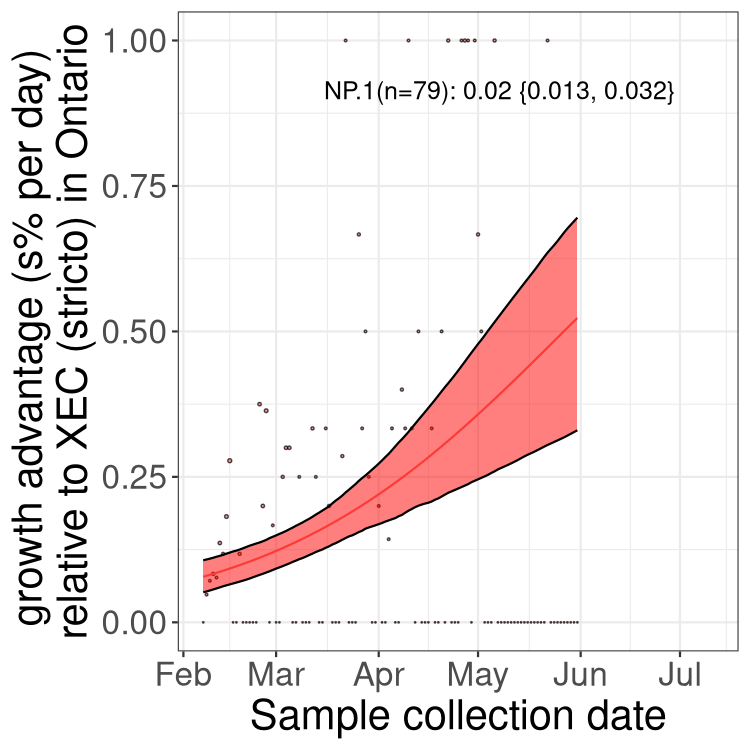 growth advantage (s% per day)
relative to XEC (stricto) in Ontario
1.00
0.75
0.50
0.25
0.00
NP.1(n=79): 0.02 {0.013, 0.032}
Feb Mar Apr May Jun Jul
Sample collection date